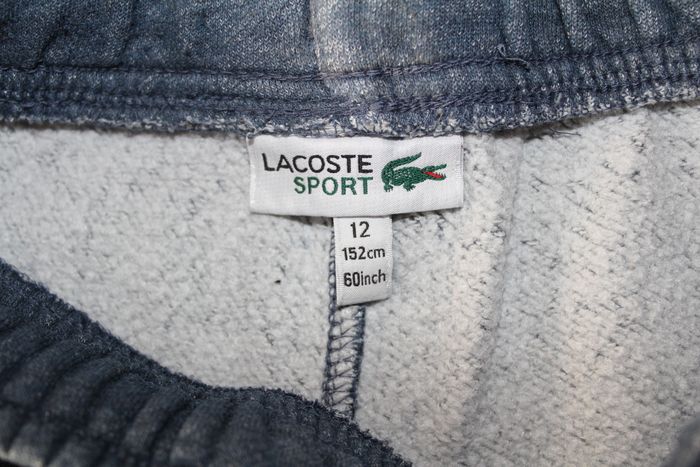 LACOSTE
SPORT
12
152cm
60inch